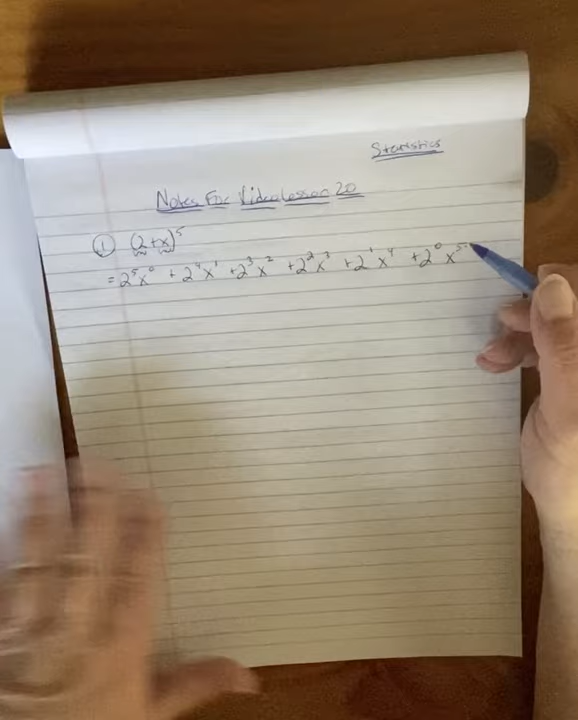 Statistics
Notes For Video Lesson 20
① (2+x)⁵
= 2⁵x⁰ + 2⁴x¹ + 2³x² + 2²x³ + 2¹x⁴ + 2⁰x⁵